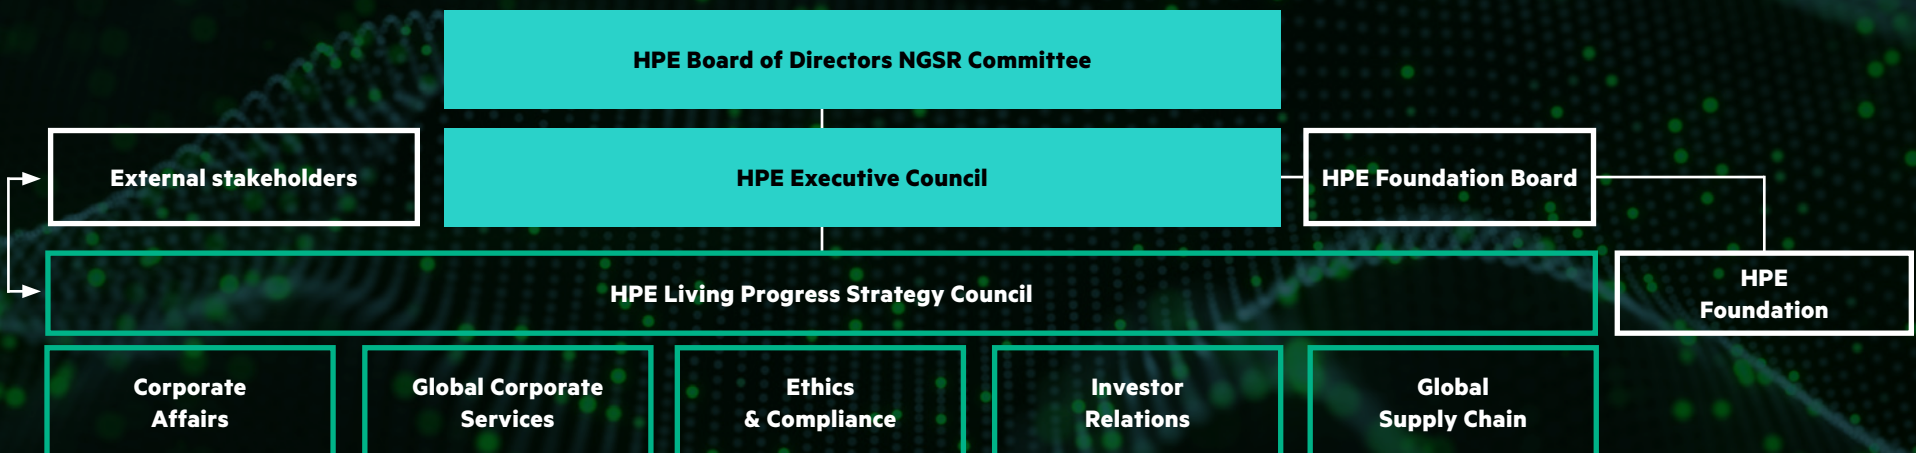 HPE Board of Directors NGSR Committee
External stakeholders
HPE Executive Council
HPE Foundation Board
HPE Living Progress Strategy Council
HPE
Foundation
Corporate
Affairs
Global Corporate
Services
Ethics
& Compliance
Investor
Relations
Global
Supply Chain